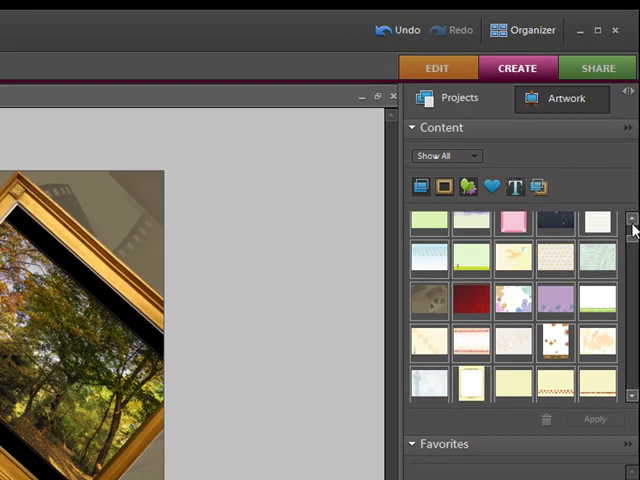 Undo Redo Organizer
EDIT CREATE SHARE
Projects Artwork
Content
Show All
T
Apply
Favorites